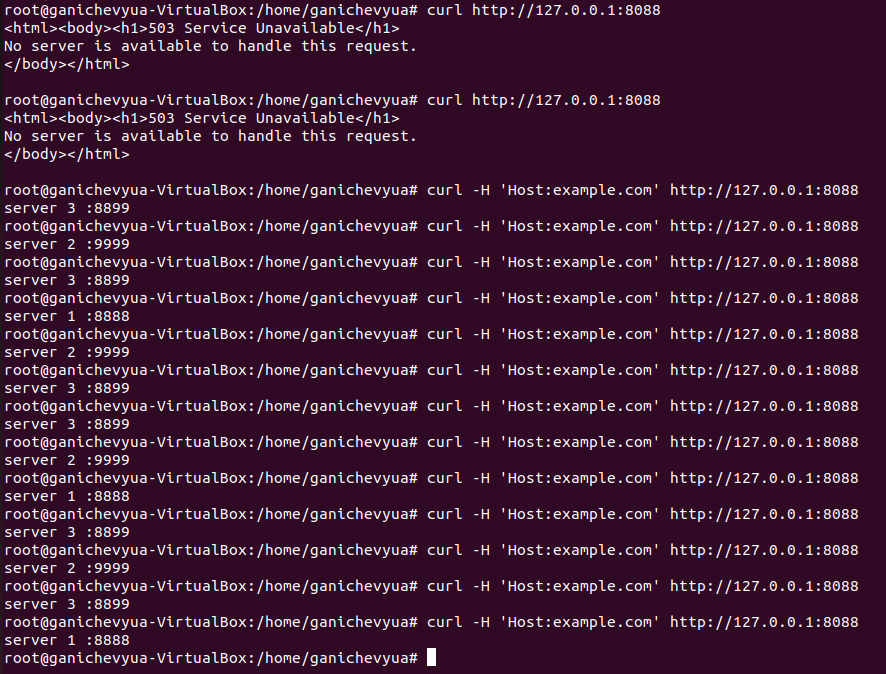 root@ganichevyua-VirtualBox:/home/ganichevyua# curl http://127.0.0.1:8088
<html><body><h1>503 Service Unavailable</h1>
No server is available to handle this request.
</body></html>
root@ganichevyua-VirtualBox:/home/ganichevyua# curl http://127.0.0.1:8088
<html><body><h1>503 Service Unavailable</h1>
No server is available to handle this request.
</body></html>
root@ganichevyua-VirtualBox:/home/ganichevyua# curl -H 'Host:example.com' http://127.0.0.1:8088
server 3 :8899
root@ganichevyua-VirtualBox:/home/ganichevyua# curl -H 'Host:example.com' http://127.0.0.1:8088
server 2 :9999
root@ganichevyua-VirtualBox:/home/ganichevyua# curl -H 'Host:example.com' http://127.0.0.1:8088
server 3 :8899
root@ganichevyua-VirtualBox:/home/ganichevyua# curl -H 'Host:example.com' http://127.0.0.1:8088
server 1 :8888
root@ganichevyua-VirtualBox:/home/ganichevyua# curl -H 'Host:example.com' http://127.0.0.1:8088
server 2 :9999
root@ganichevyua-VirtualBox:/home/ganichevyua# curl -H 'Host:example.com' http://127.0.0.1:8088
server 3 :8899
root@ganichevyua-VirtualBox:/home/ganichevyua# curl -H 'Host:example.com' http://127.0.0.1:8088
server 3 :8899
root@ganichevyua-VirtualBox:/home/ganichevyua# curl -H 'Host:example.com' http://127.0.0.1:8088
server 2 :9999
root@ganichevyua-VirtualBox:/home/ganichevyua# curl -H 'Host:example.com' http://127.0.0.1:8088
server 1 :8888
root@ganichevyua-VirtualBox:/home/ganichevyua# curl -H 'Host:example.com' http://127.0.0.1:8088
server 3 :8899
root@ganichevyua-VirtualBox:/home/ganichevyua# curl -H 'Host:example.com' http://127.0.0.1:8088
server 2 :9999
root@ganichevyua-VirtualBox:/home/ganichevyua# curl -H 'Host:example.com' http://127.0.0.1:8088
server 3 :8899
root@ganichevyua-VirtualBox:/home/ganichevyua# curl -H 'Host:example.com' http://127.0.0.1:8088
server 1 :8888
root@ganichevyua-VirtualBox:/home/ganichevyua#